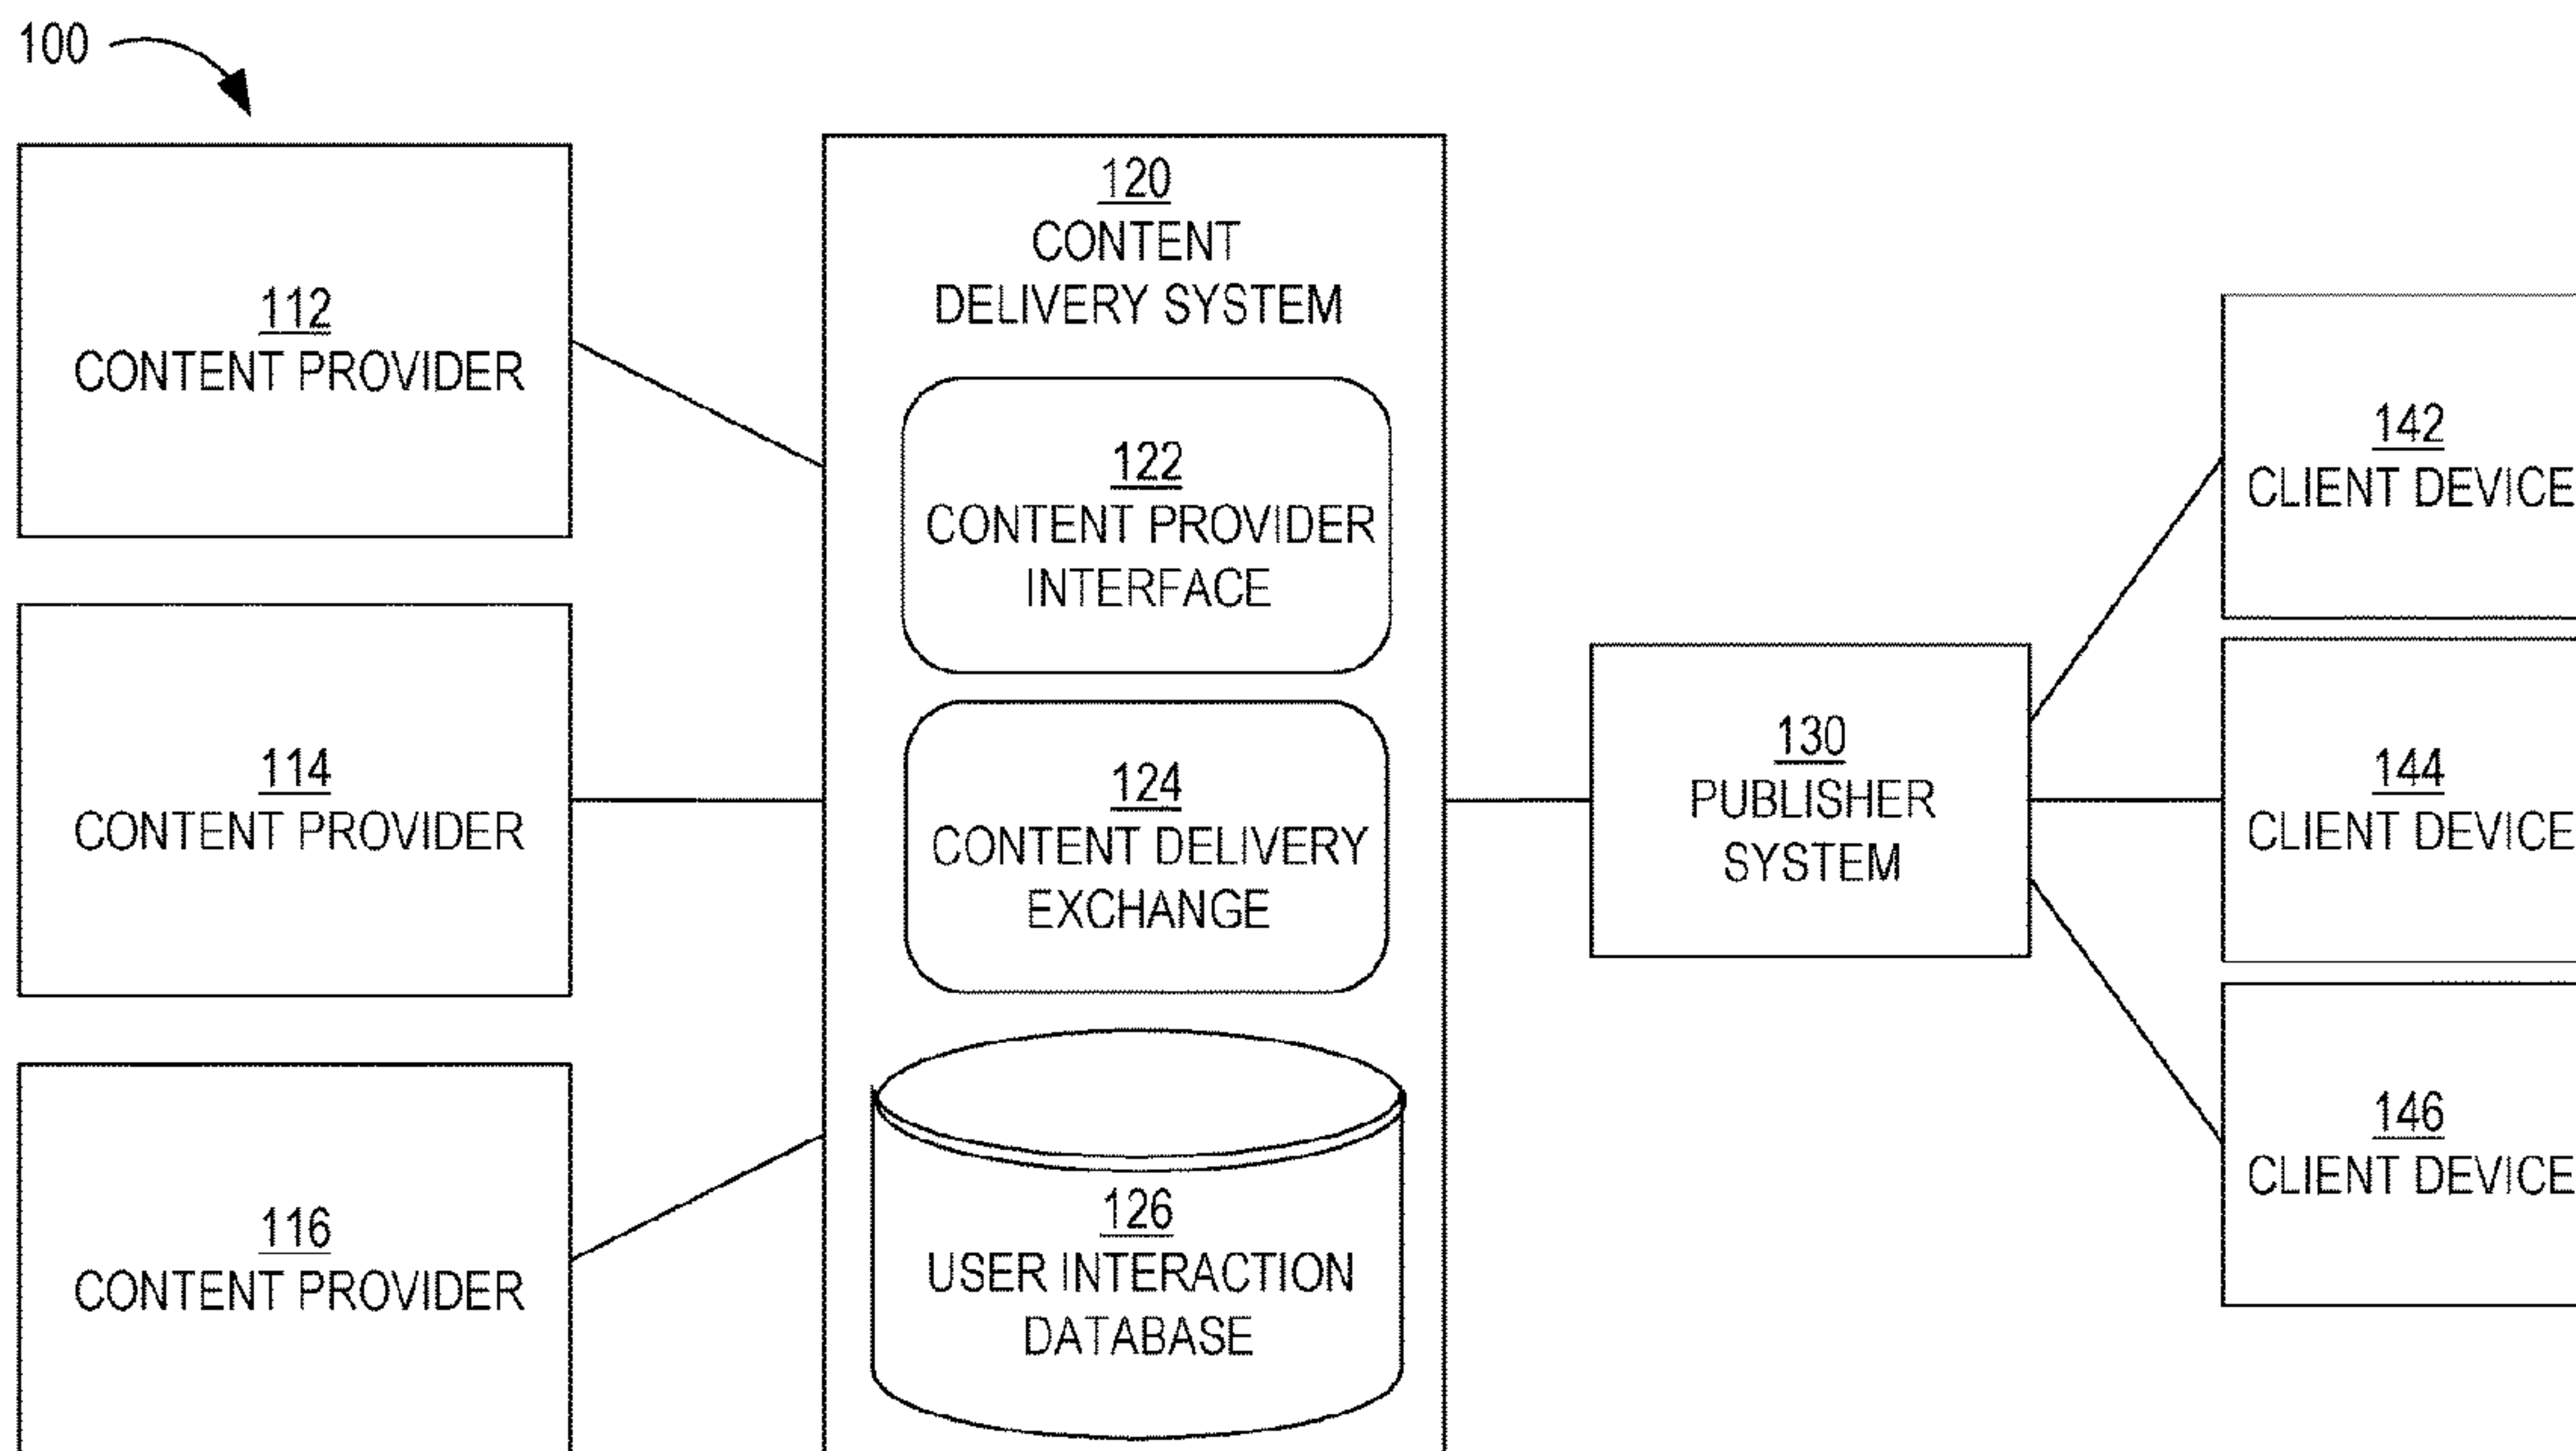 100
112
CONTENT PROVIDER
114
CONTENT PROVIDER
116
CONTENT PROVIDER
120
CONTENT
DELIVERY SYSTEM
122
CONTENT PROVIDER
INTERFACE
124
CONTENT DELIVERY
EXCHANGE
126
USER INTERACTION
DATABASE
130
PUBLISHER
SYSTEM
142
CLIENT DEVICE
144
CLIENT DEVICE
146
CLIENT DEVICE